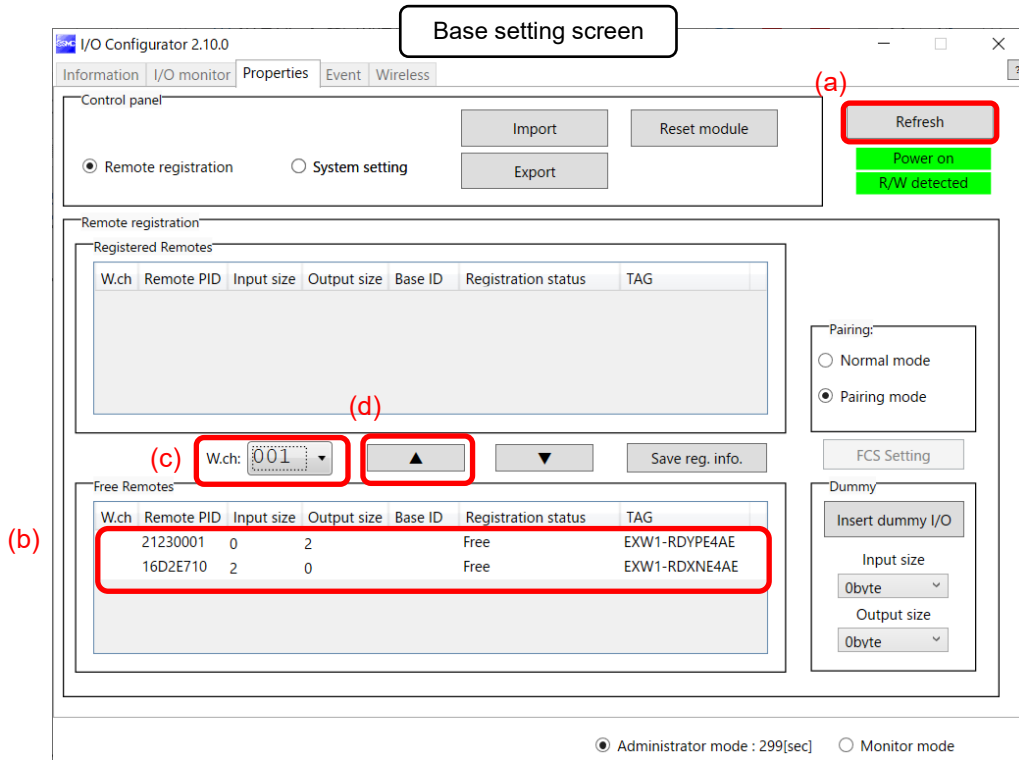 Base setting screen
SMC I/O Configurator 2.10.0
Information I/O monitor Properties Event Wireless ?
(a)
Control panel
Import Reset module Refresh
Remote registration System setting Export
Power on
R/W detected
Remote registration
Registered Remotes
W.ch Remote PID Input size Output size Base ID Registration status TAG
Pairing:
Normal mode
Pairing mode
(d)
(c) W.ch: 001 ▲ ▼ Save reg. info. FCS Setting
Free Remotes
W.ch Remote PID Input size Output size Base ID Registration status TAG
(b)
21230001 0 2 Free EXW1-RDYPE4AE
16D2E710 2 0 Free EXW1-RDXNE4AE
Dummy
Insert dummy I/O
Input size
0byte
Output size
0byte
Administrator mode : 299[sec] Monitor mode